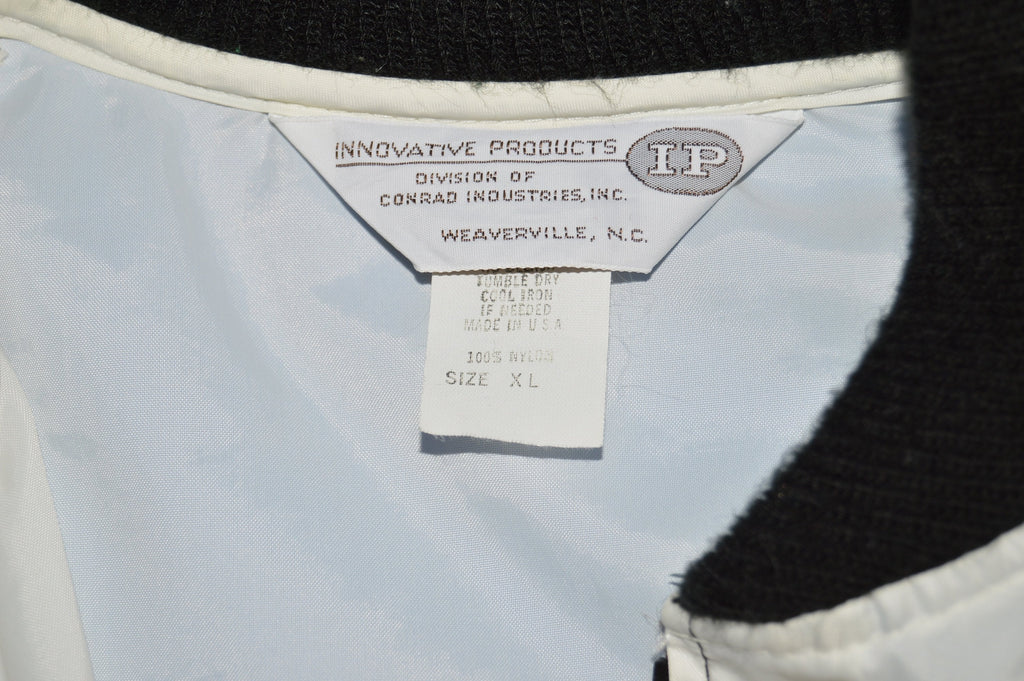 INNOVATIVE PRODUCTS
IP
DIVISION OF
CONRAD INDUSTRIES, INC.
WEAVERVILLE, N.C.
TUMBLE DRY
COOL IRON
IF NEEDED
MADE IN U S A
100% NYLON
SIZE XL